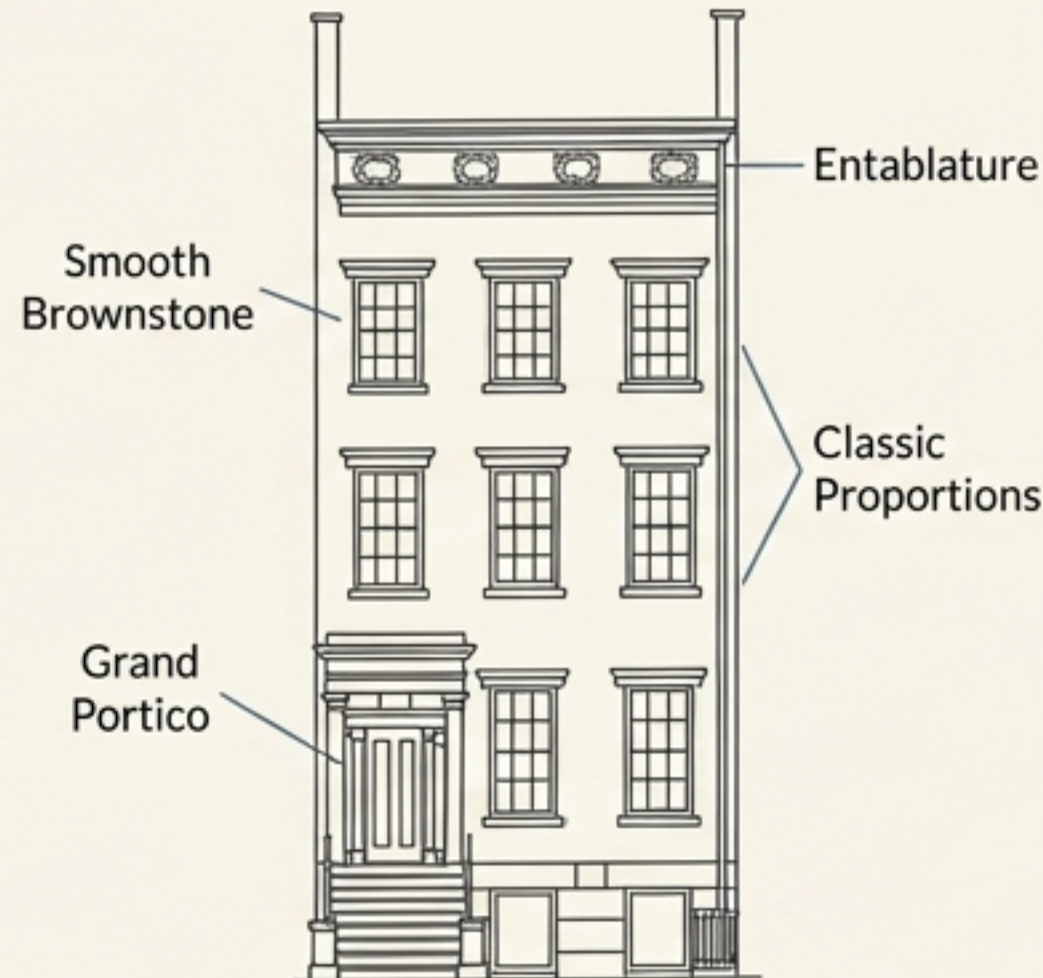 Entablature
Smooth
Brownstone
Classic
Proportions
Grand
Portico